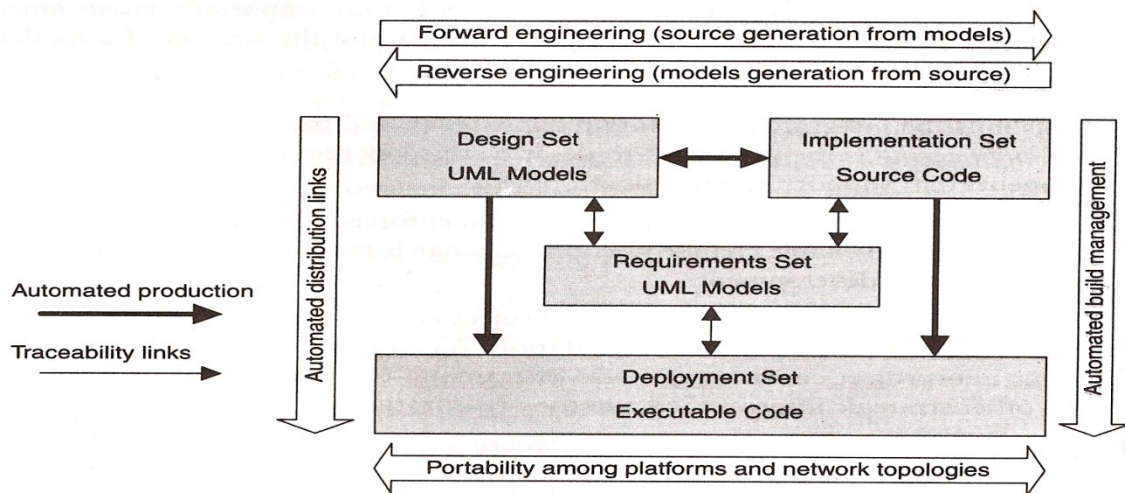 Forward engineering (source generation from models)
Reverse engineering (models generation from source)
Automated distribution links
Design Set
UML Models
Implementation Set
Source Code
Automated build management
Requirements Set
UML Models
Automated production
Traceability links
Deployment Set
Executable Code
Portability among platforms and network topologies